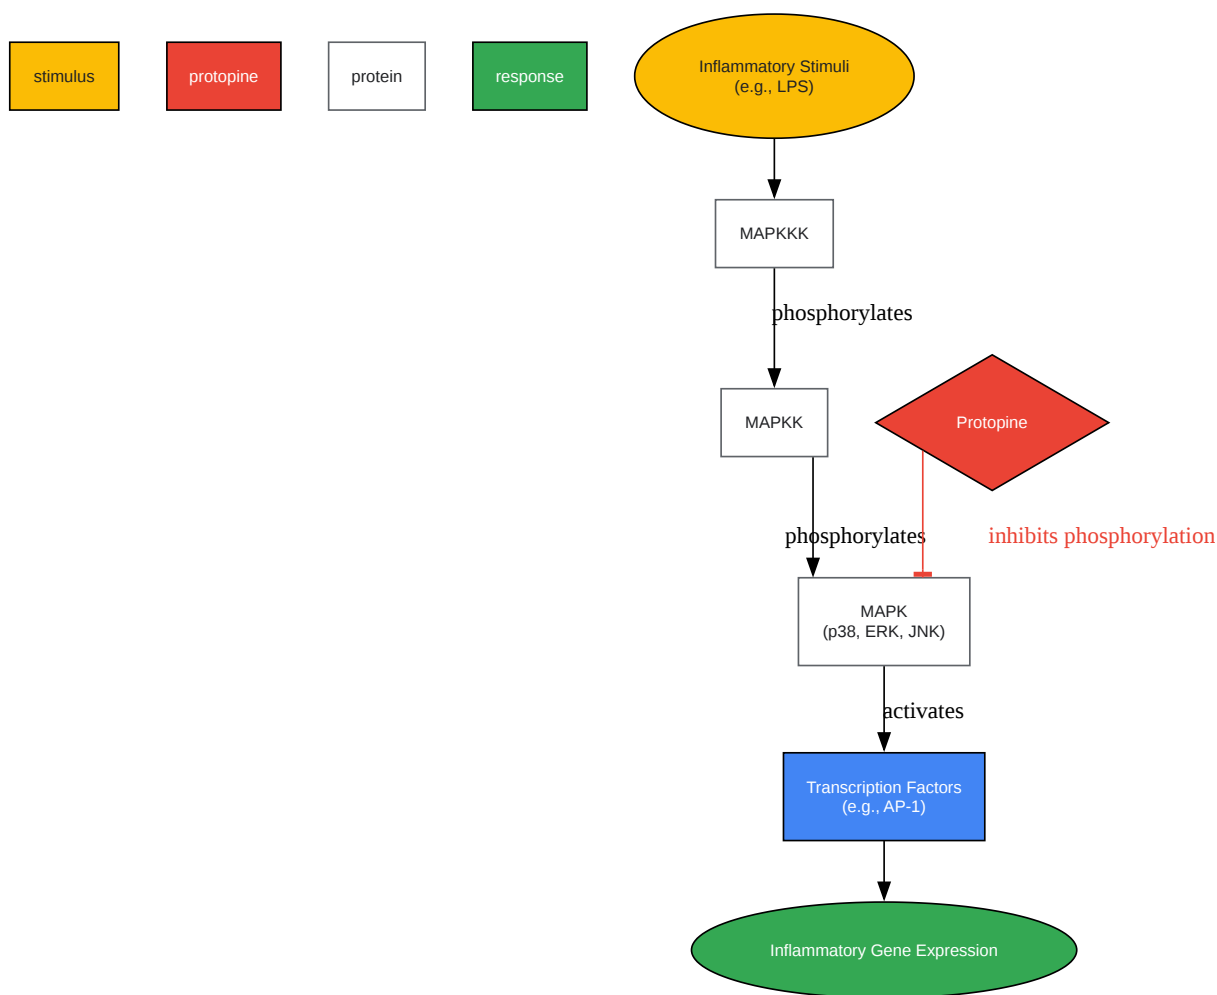 stimulus
protopine
protein
response
Inflammatory Stimuli
(e.g., LPS)
MAPKKK
phosphorylates
MAPKK
Protopine
phosphorylates
inhibits phosphorylation
MAPK
(p38, ERK, JNK)
activates
Transcription Factors
(e.g., AP-1)
Inflammatory Gene Expression